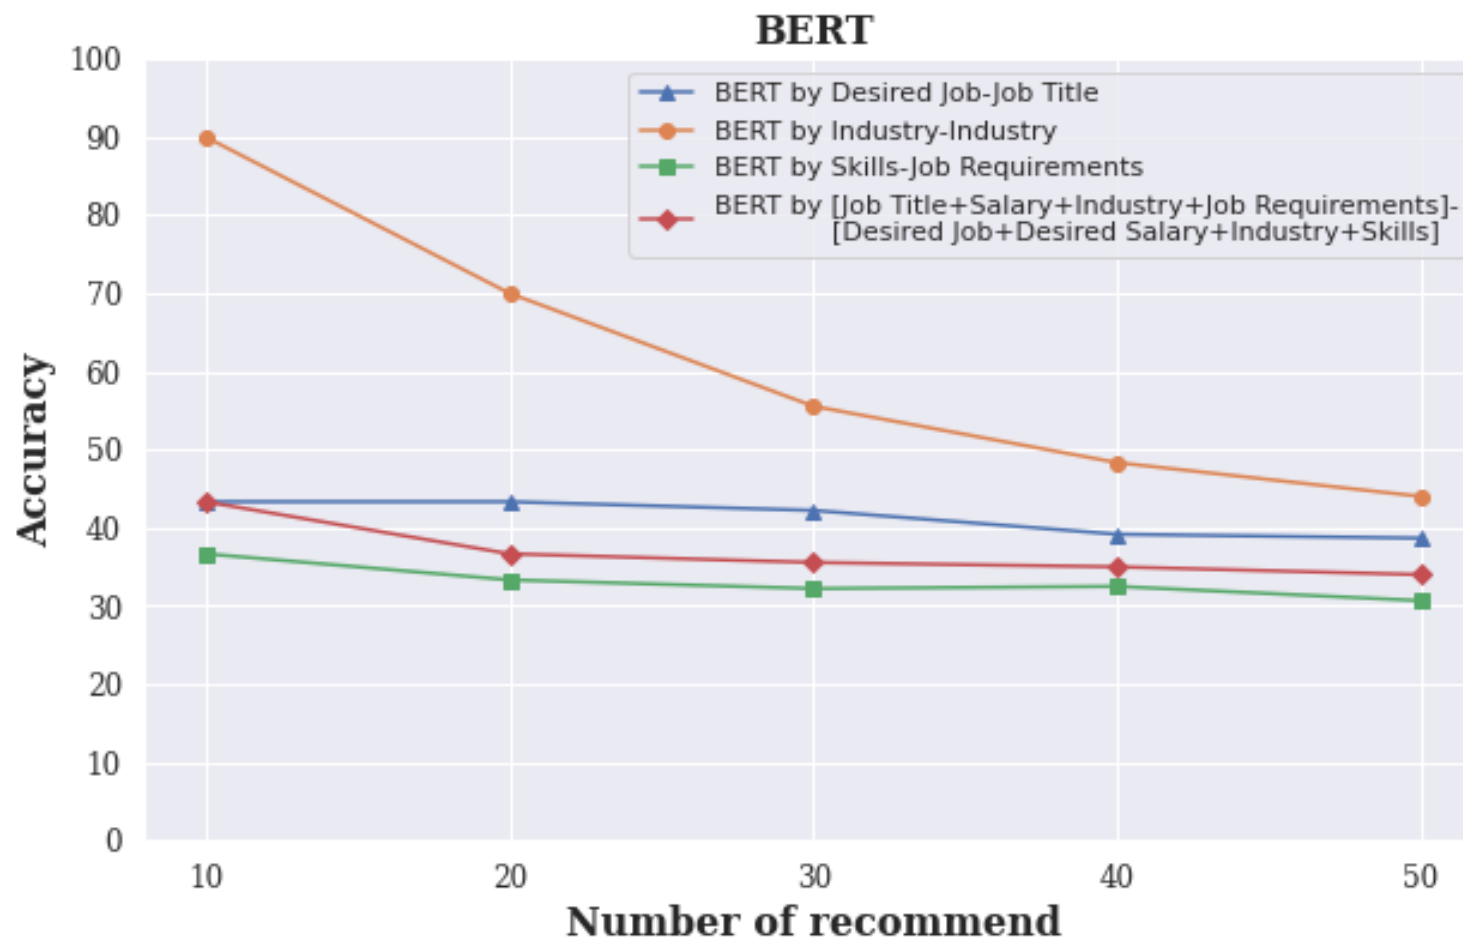 BERT
100
90
80
70
60
50
40
30
20
10
0
Accuracy
BERT by Desired Job-Job Title
BERT by Industry-Industry
BERT by Skills-Job Requirements
BERT by [Job Title+Salary+Industry+Job Requirements]-
[Desired Job+Desired Salary+Industry+Skills]
10 20 30 40 50
Number of recommend